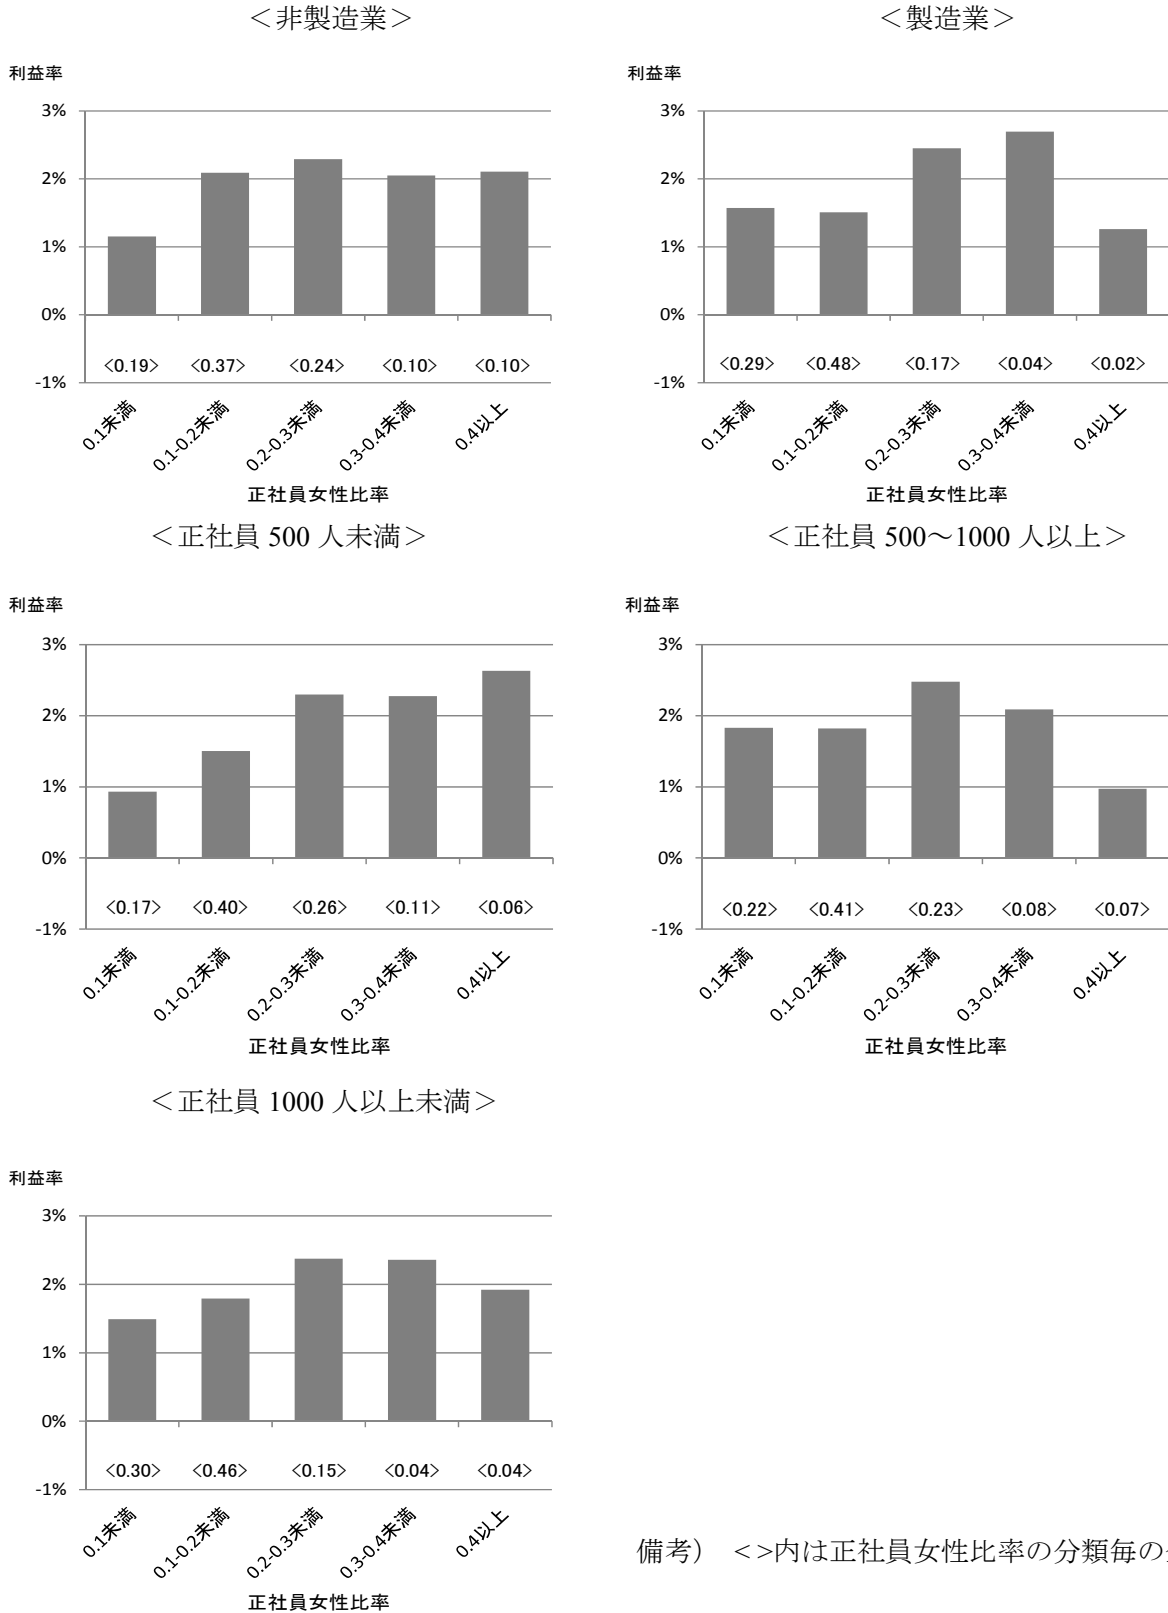 ＜非製造業＞
利益率
3%
2%
1%
0%
-1%
<0.19> <0.37> <0.24> <0.10> <0.10>
0.1未満 0.1-0.2未満 0.2-0.3未満 0.3-0.4未満 0.4以上
正社員女性比率
＜製造業＞
利益率
3%
2%
1%
0%
-1%
<0.29> <0.48> <0.17> <0.04> <0.02>
0.1未満 0.1-0.2未満 0.2-0.3未満 0.3-0.4未満 0.4以上
正社員女性比率
＜正社員 500 人未満＞
利益率
3%
2%
1%
0%
-1%
<0.17> <0.40> <0.26> <0.11> <0.06>
0.1未満 0.1-0.2未満 0.2-0.3未満 0.3-0.4未満 0.4以上
正社員女性比率
＜正社員 500～1000 人以上＞
利益率
3%
2%
1%
0%
-1%
<0.22> <0.41> <0.23> <0.08> <0.07>
0.1未満 0.1-0.2未満 0.2-0.3未満 0.3-0.4未満 0.4以上
正社員女性比率
＜正社員 1000 人以上未満＞
利益率
3%
2%
1%
0%
-1%
<0.30> <0.46> <0.15> <0.04> <0.04>
0.1未満 0.1-0.2未満 0.2-0.3未満 0.3-0.4未満 0.4以上
正社員女性比率
備考） <>内は正社員女性比率の分類毎の